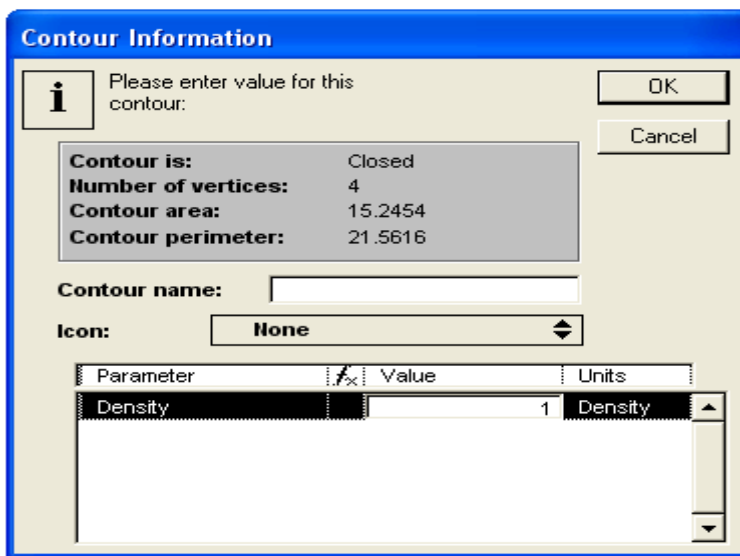 Contour Information
i
Please enter value for this
contour:
OK
Cancel
Contour is: Closed
Number of vertices: 4
Contour area: 15.2454
Contour perimeter: 21.5616
Contour name:
Icon: None
Parameter fx Value Units
Density 1 Density